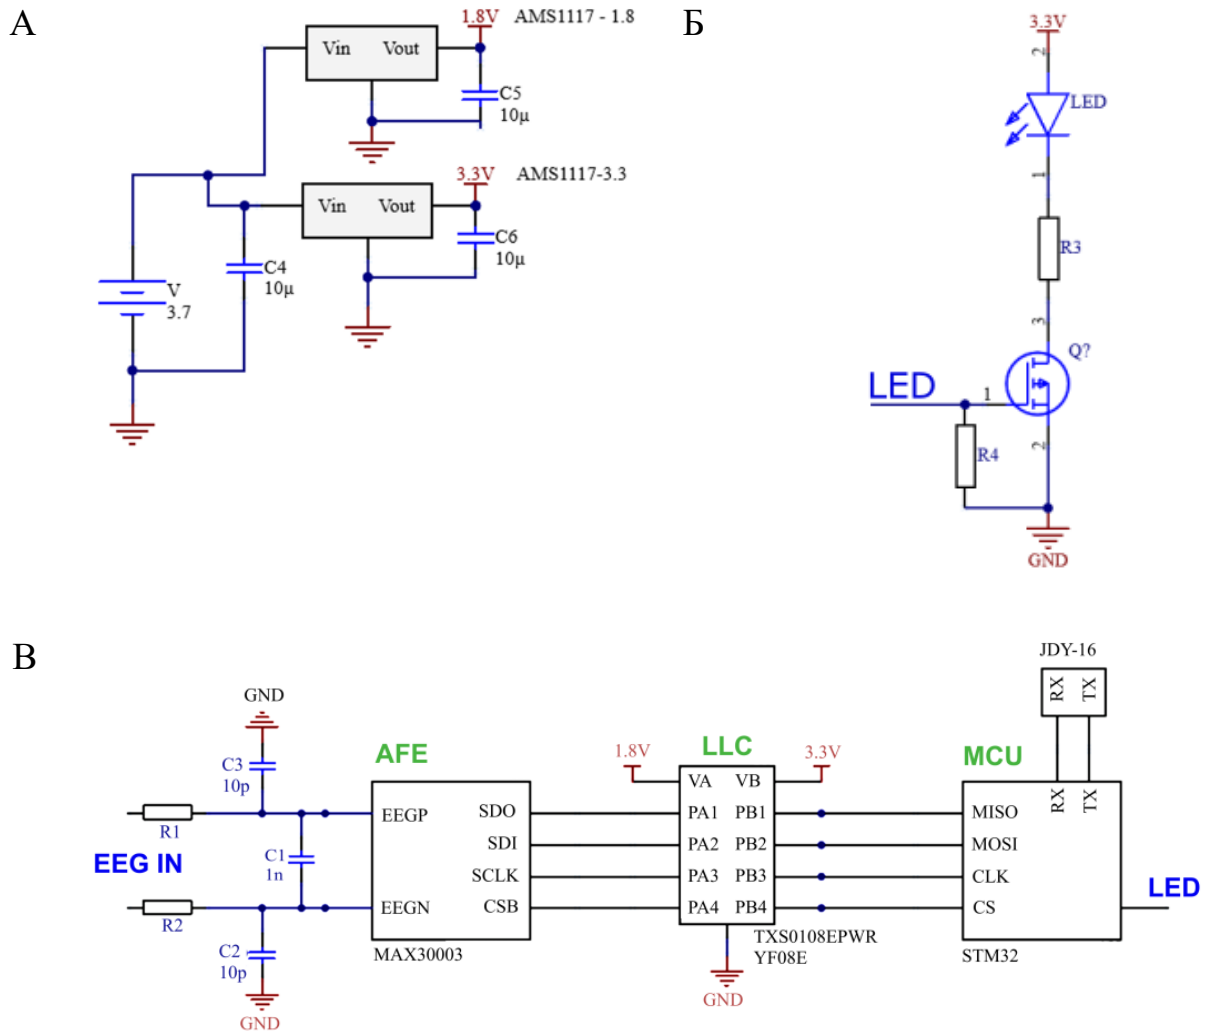 А
1.8V
AMS1117 - 1.8
Vin
Vout
C5
10μ
3.3V
AMS1117-3.3
Vin
Vout
C6
10μ
C4
10μ
V
3.7
Б
3.3V
2
LED
1
R3
3
Q?
LED
1
R4
2
GND
В
JDY-16
RX
TX
GND
C3
10p
R1
EEG IN
C1
1n
R2
C2
10p
GND
AFE
EEGP
EEGN
SDO
SDI
SCLK
CSB
MAX30003
1.8V
LLC
3.3V
VA
VB
PA1
PB1
PA2
PB2
PA3
PB3
PA4
PB4
TXS0108EPWR
YF08E
GND
MCU
RX
TX
MISO
MOSI
CLK
CS
STM32
LED